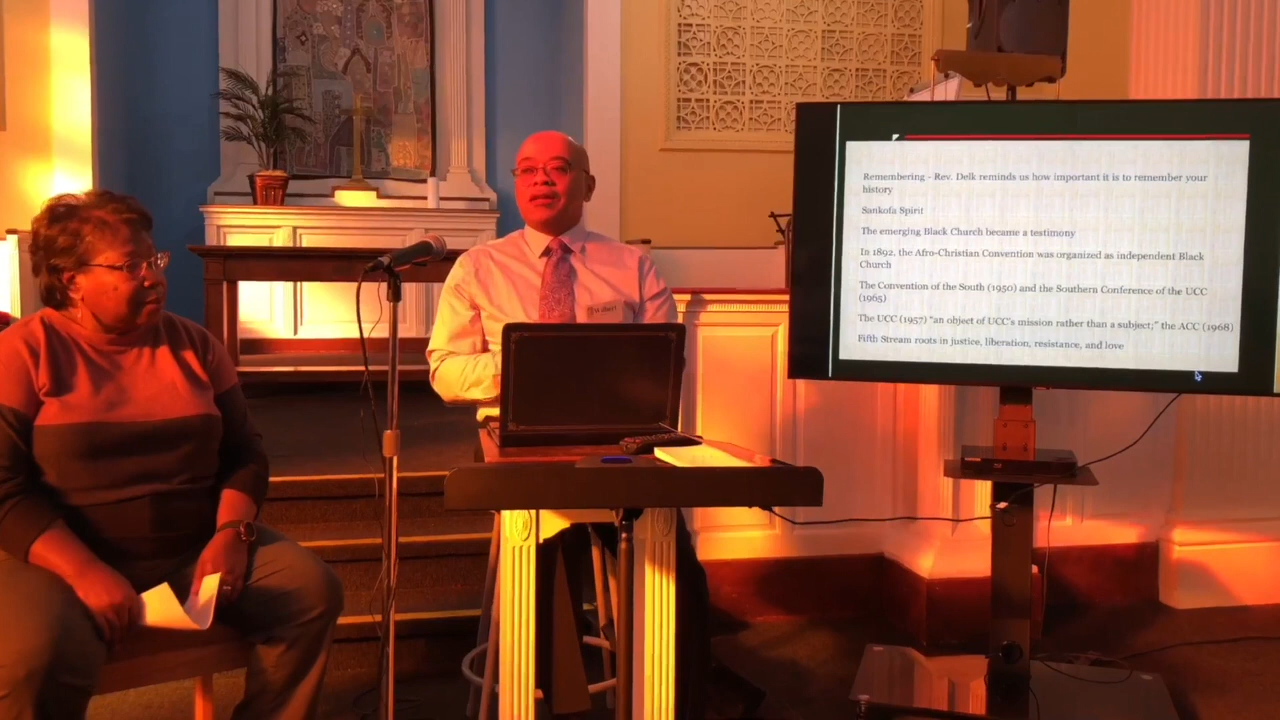 Remembering - Rev. Delk reminds us how important it is to remember your
history
Sankofa Spirit
The emerging Black Church became a testimony
In 1892, the Afro-Christian Convention was organized as independent Black
Church
The Convention of the South (1950) and the Southern Conference of the UCC
(1965)
The UCC (1957) "an object of UCC's mission rather than a subject;" the ACC (1968)
Fifth Stream roots in justice, liberation, resistance, and love